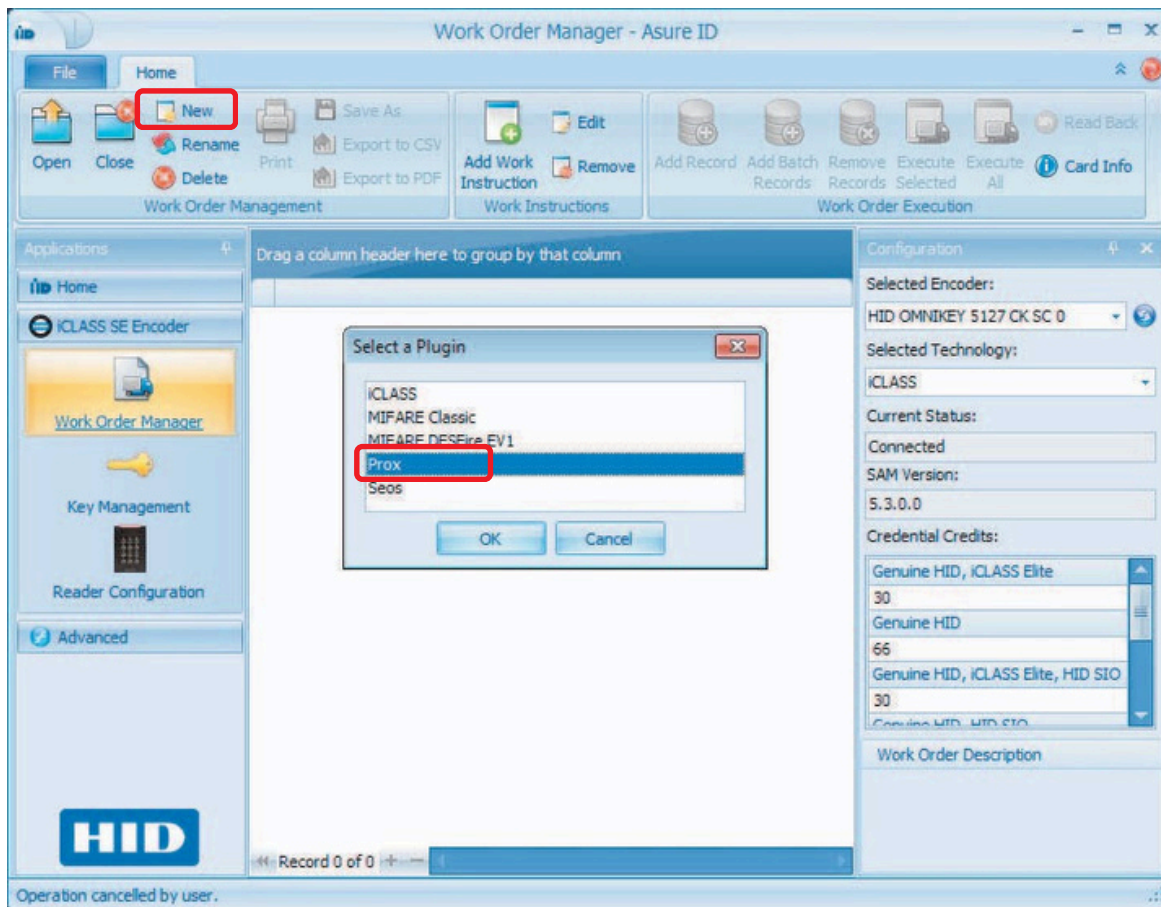 Work Order Manager - Asure ID
File
Home
Open
Close
New
Rename
Delete
Print
Save As
Export to CSV
Export to PDF
Work Order Management
Add Work
Instruction
Edit
Remove
Work Instructions
Add Record
Add Batch
Records
Remove
Records
Execute
Selected
Execute
All
Read Back
Card Info
Work Order Execution
Applications
Home
iCLASS SE Encoder
Work Order Manager
Key Management
Reader Configuration
Advanced
HID
Drag a column header here to group by that column
Select a Plugin
iCLASS
MIFARE Classic
MIFARE DESFire EV1
Prox
Seos
OK
Cancel
Record 0 of 0
Configuration
Selected Encoder:
HID OMNIKEY 5127 CK SC 0
Selected Technology:
iCLASS
Current Status:
Connected
SAM Version:
5.3.0.0
Credential Credits:
Genuine HID, iCLASS Elite
30
Genuine HID
66
Genuine HID, iCLASS Elite, HID SIO
30
Genuine HID, HID SIO
Work Order Description
Operation cancelled by user.